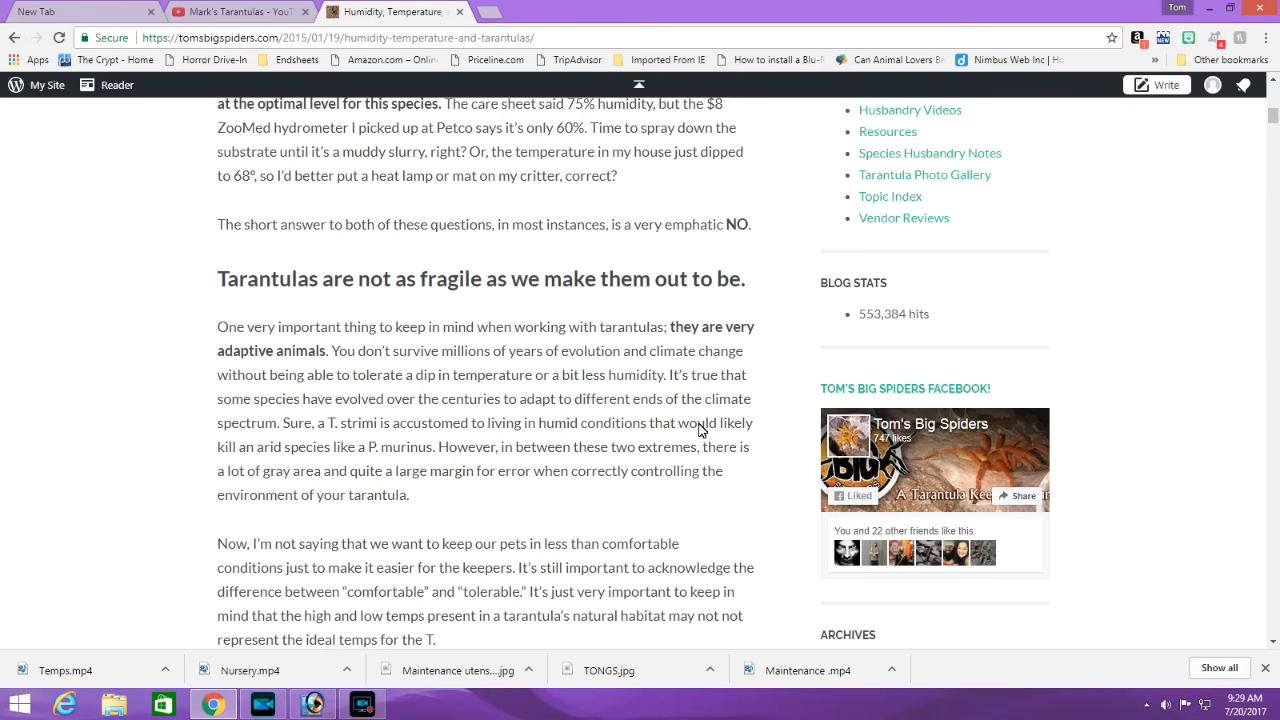 New Tab
Mark's Tarantulas - YouT
Humidity, Temperature,
Tom
Secure
https://tomsbigspiders.com/2015/01/19/humidity-temperature-and-tarantulas/
Apps
The Crypt - Home
Horror Drive-In
Endsheets
Amazon.com – Onlin
Propline.com
TripAdvisor
Imported From IE
How to install a Blu-R
Can Animal Lovers Be
Nimbus Web Inc | Ho
Other bookmarks
My Site
Reader
Write
at the optimal level for this species. The care sheet said 75% humidity, but the $8
ZooMed hydrometer I picked up at Petco says it's only 60%. Time to spray down the
substrate until it's a muddy slurry, right? Or, the temperature in my house just dipped
to 68º, so I'd better put a heat lamp or mat on my critter, correct?
The short answer to both of these questions, in most instances, is a very emphatic NO.
Tarantulas are not as fragile as we make them out to be.
One very important thing to keep in mind when working with tarantulas; they are very
adaptive animals. You don't survive millions of years of evolution and climate change
without being able to tolerate a dip in temperature or a bit less humidity. It's true that
some species have evolved over the centuries to adapt to different ends of the climate
spectrum. Sure, a T. strimi is accustomed to living in humid conditions that would likely
kill an arid species like a P. murinus. However, in between these two extremes, there is
a lot of gray area and quite a large margin for error when correctly controlling the
environment of your tarantula.
Now, I'm not saying that we want to keep our pets in less than comfortable
conditions just to make it easier for the keepers. It's still important to acknowledge the
difference between “comfortable” and “tolerable.” It's just very important to keep in
mind that the high and low temps present in a tarantula's natural habitat may not not
represent the ideal temps for the T.
Husbandry Videos
Resources
Species Husbandry Notes
Tarantula Photo Gallery
Topic Index
Vendor Reviews
BLOG STATS
553,384 hits
TOM'S BIG SPIDERS FACEBOOK!
Tom's Big Spiders
747 likes
Liked
A Tarantula Kee
Share
You and 22 other friends like this
ARCHIVES
Temps.mp4
Nursery.mp4
Maintenance utens....jpg
TONGS.jpg
Maintenance .mp4
Show all
9:29 AM
7/20/2017